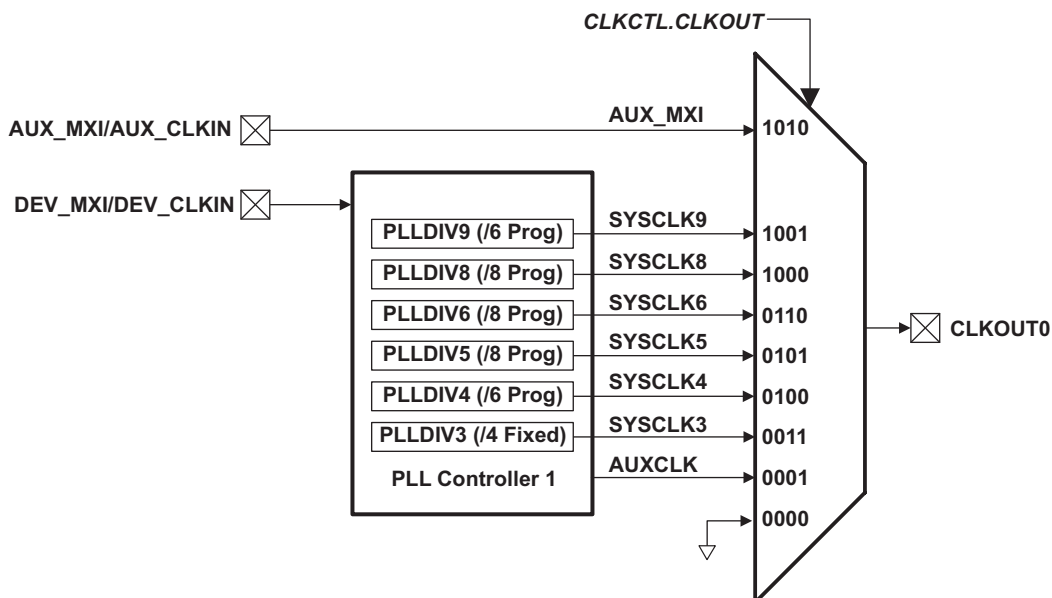 CLKCTL.CLKOUT
AUX_MXI/AUX_CLKIN
AUX_MXI
1010
DEV_MXI/DEV_CLKIN
PLLDIV9 (/6 Prog)
SYSCLK9
1001
PLLDIV8 (/8 Prog)
SYSCLK8
1000
PLLDIV6 (/8 Prog)
SYSCLK6
0110
CLKOUT0
PLLDIV5 (/8 Prog)
SYSCLK5
0101
PLLDIV4 (/6 Prog)
SYSCLK4
0100
PLLDIV3 (/4 Fixed)
SYSCLK3
0011
PLL Controller 1
AUXCLK
0001
0000